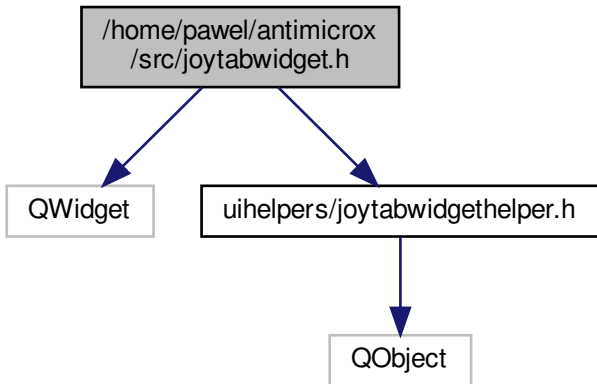 /home/pawel/antimicrox
/src/joytabwidget.h
QWidget
uihelpers/joytabwidgethelper.h
QObject